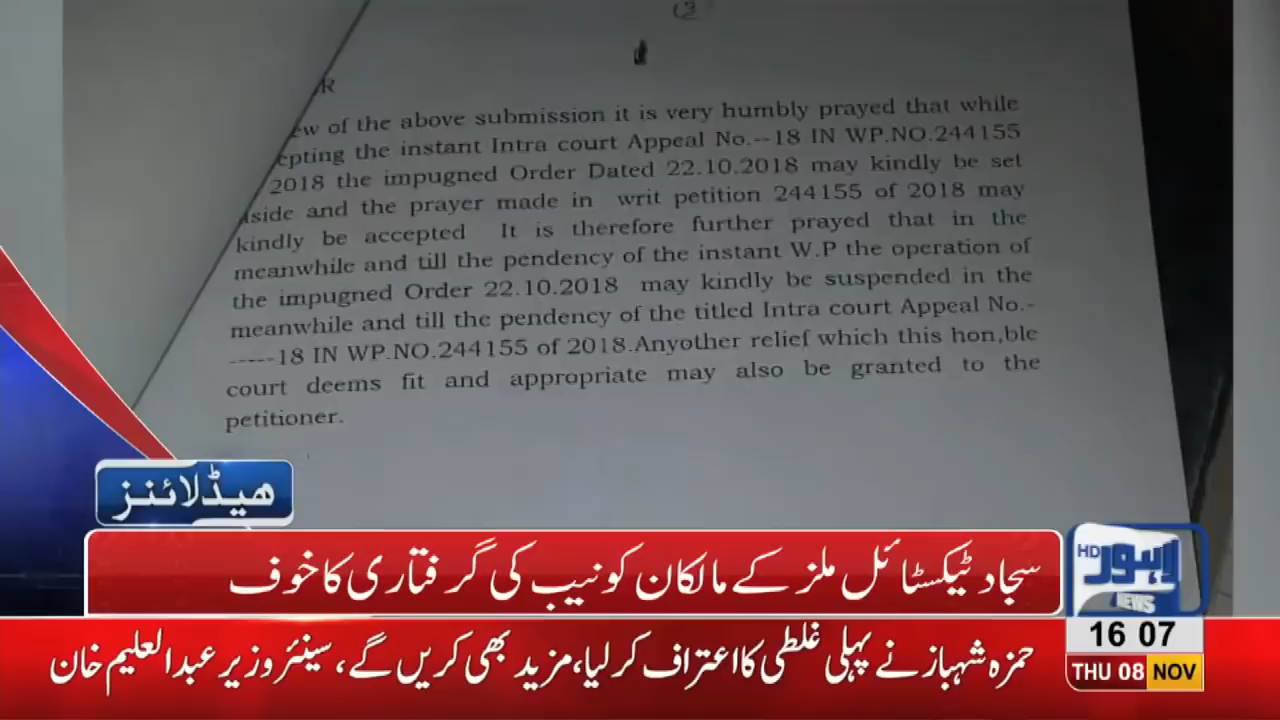 (3
R
ew of the above submission it is very humbly prayed that while
epting the instant Intra court Appeal No.--18 IN WP.NO.244155
2018 the impugned Order Dated 22.10.2018 may kindly be set
side and the prayer made in writ petition 244155 of 2018 may
kindly be accepted It is therefore further prayed that in the
meanwhile and till the pendency of the instant W.P the operation of
the impugned Order 22.10.2018 may kindly be suspended in the
meanwhile and till the pendency of the titled Intra court Appeal No.-
-----18 IN WP.NO.244155 of 2018.Anyother relief which this hon,ble
court deems fit and appropriate may also be granted to the
petitioner.
ھیڈلائنز
سجاد ٹیکسٹائل ملز کے مالکان کو نیب کی گرفتاری کا خوف
HD لاہور
NEWS
16 07
حمزہ شہباز نے پہلی غلطی کا اعتراف کر لیا، مزید بھی کریں گے، سینئر وزیر عبدالعلیم خان
THU 08 NOV